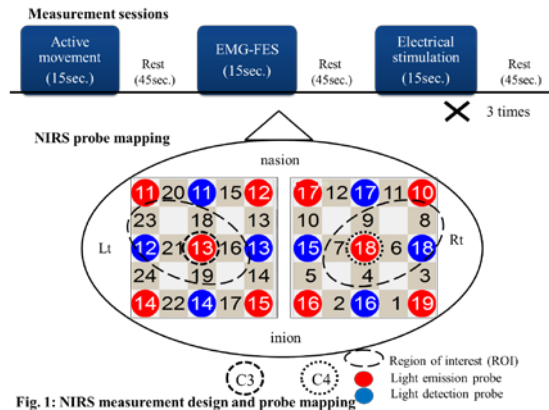 Measurement sessions
Active movement (15sec.)
Rest (45sec.)
EMG-FES (15sec.)
Rest (45sec.)
Electrical stimulation (15sec.)
Rest (45sec.)
3 times
NIRS probe mapping
nasion
11 20 11 15 12 17 12 17 11 10
23 18 13 10 9 8
Lt 12 21 13 16 13 15 7 18 6 18 Rt
24 19 14 5 4 3
14 22 14 17 15 16 2 16 1 19
inion
C3 C4
Region of interest (ROI)
Light emission probe
Light detection probe
Fig. 1: NIRS measurement design and probe mapping